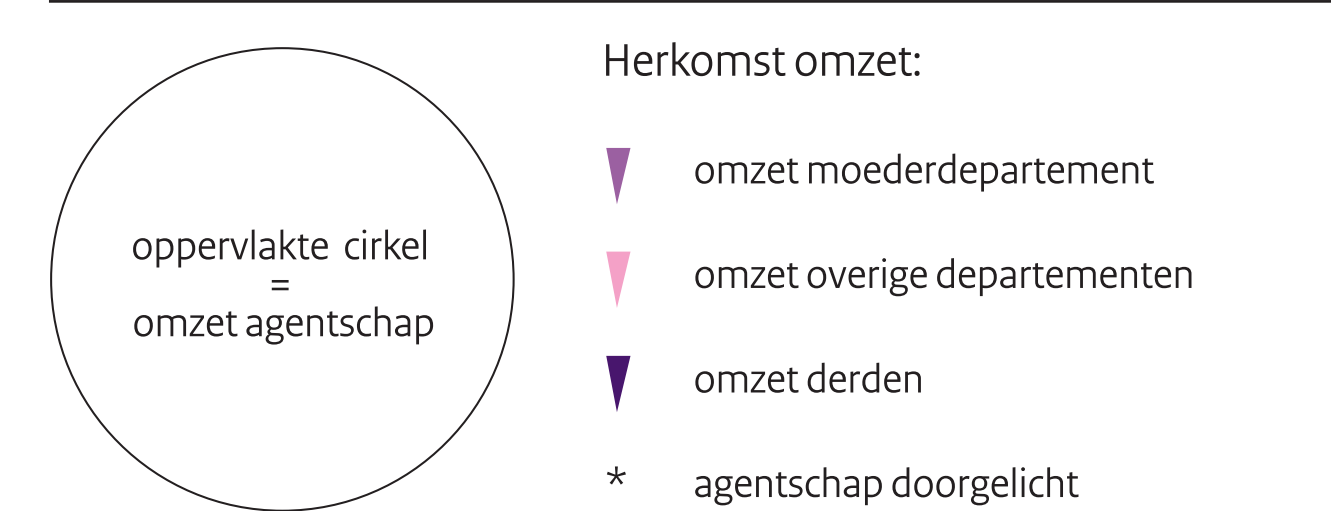 oppervlakte cirkel
=
omzet agentschap
Herkomst omzet:
omzet moederdepartement
omzet overige departementen
omzet derden
* agentschap doorgelicht